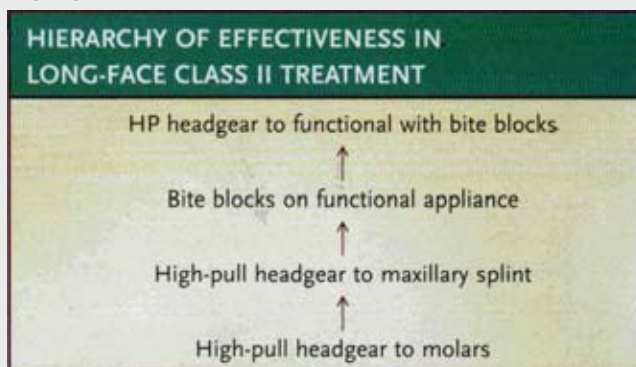 HIERARCHY OF EFFECTIVENESS IN
LONG-FACE CLASS II TREATMENT
HP headgear to functional with bite blocks
Bite blocks on functional appliance
High-pull headgear to maxillary splint
High-pull headgear to molars